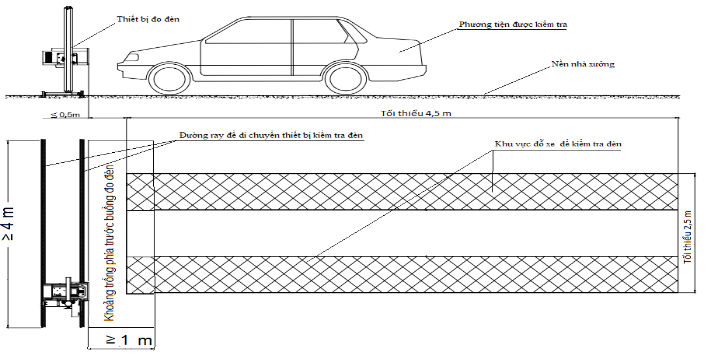 Thiết bị đo đèn
Phương tiện được kiểm tra
Nền nhà xưởng
≤ 0,6m
Tối thiểu 4,5 m
Đường ray để di chuyển thiết bị kiểm tra đèn
Khu vực đỗ xe để kiểm tra đèn
≥ 4 m
Khoảng trống phía trước buồng đo đèn
Tối thiểu 2,5 m
≥ 1 m